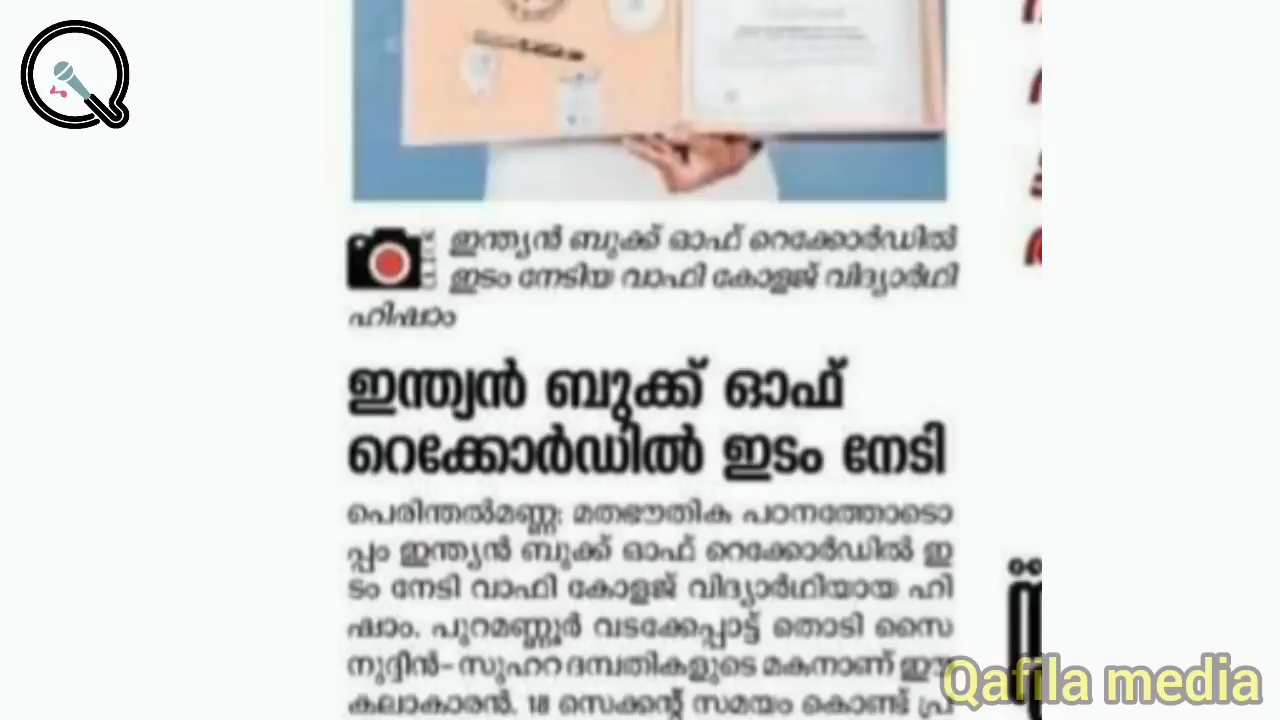 ഇന്ത്യൻ ബുക്ക് ഓഫ് റെക്കോർഡിൽ
ഇടം നേടിയ വാഫി കോളജ് വിദ്യാർഥി
ഹിഷാം
ഇന്ത്യൻ ബുക്ക് ഓഫ്
റെക്കോർഡിൽ ഇടം നേടി
പെരിന്തൽമണ്ണ: മതഭൗതിക പഠനത്തോടൊ
പ്പം ഇന്ത്യൻ ബുക്ക് ഓഫ് റെക്കോർഡിൽ ഇ
ടം നേടി വാഫി കോളജ് വിദ്യാർഥിയായ ഹി
ഷാം. പുറമണ്ണൂർ വടക്കേപ്പാട്ട് തൊടി സൈ
നുദ്ദീൻ-സുഹറ ദമ്പതികളുടെ മകനാണ് ഈ
കലാകാരൻ. 18 സെക്കന്റ് സമയം കൊണ്ട് പ്ര
Qafila media